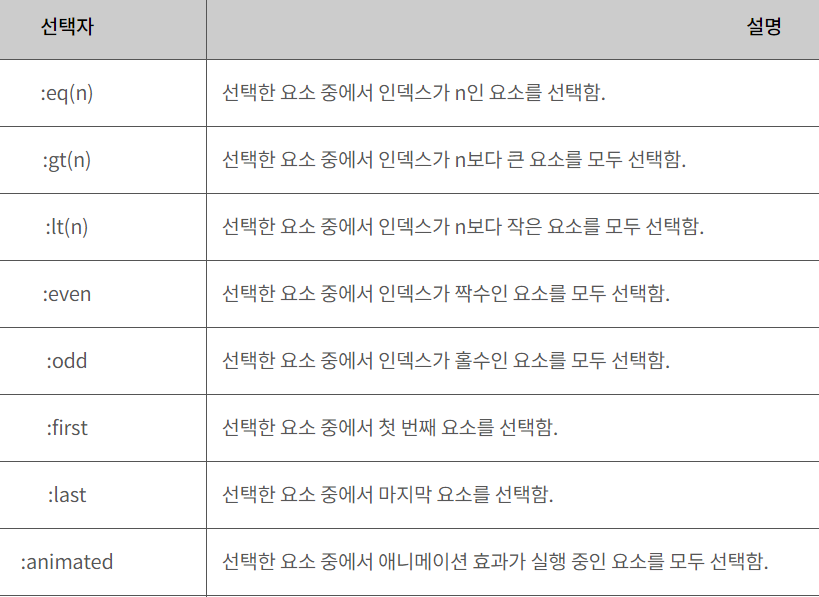 선택자 설명
:eq(n) 선택한 요소 중에서 인덱스가 n인 요소를 선택함.
:gt(n) 선택한 요소 중에서 인덱스가 n보다 큰 요소를 모두 선택함.
:lt(n) 선택한 요소 중에서 인덱스가 n보다 작은 요소를 모두 선택함.
:even 선택한 요소 중에서 인덱스가 짝수인 요소를 모두 선택함.
:odd 선택한 요소 중에서 인덱스가 홀수인 요소를 모두 선택함.
:first 선택한 요소 중에서 첫 번째 요소를 선택함.
:last 선택한 요소 중에서 마지막 요소를 선택함.
:animated 선택한 요소 중에서 애니메이션 효과가 실행 중인 요소를 모두 선택함.